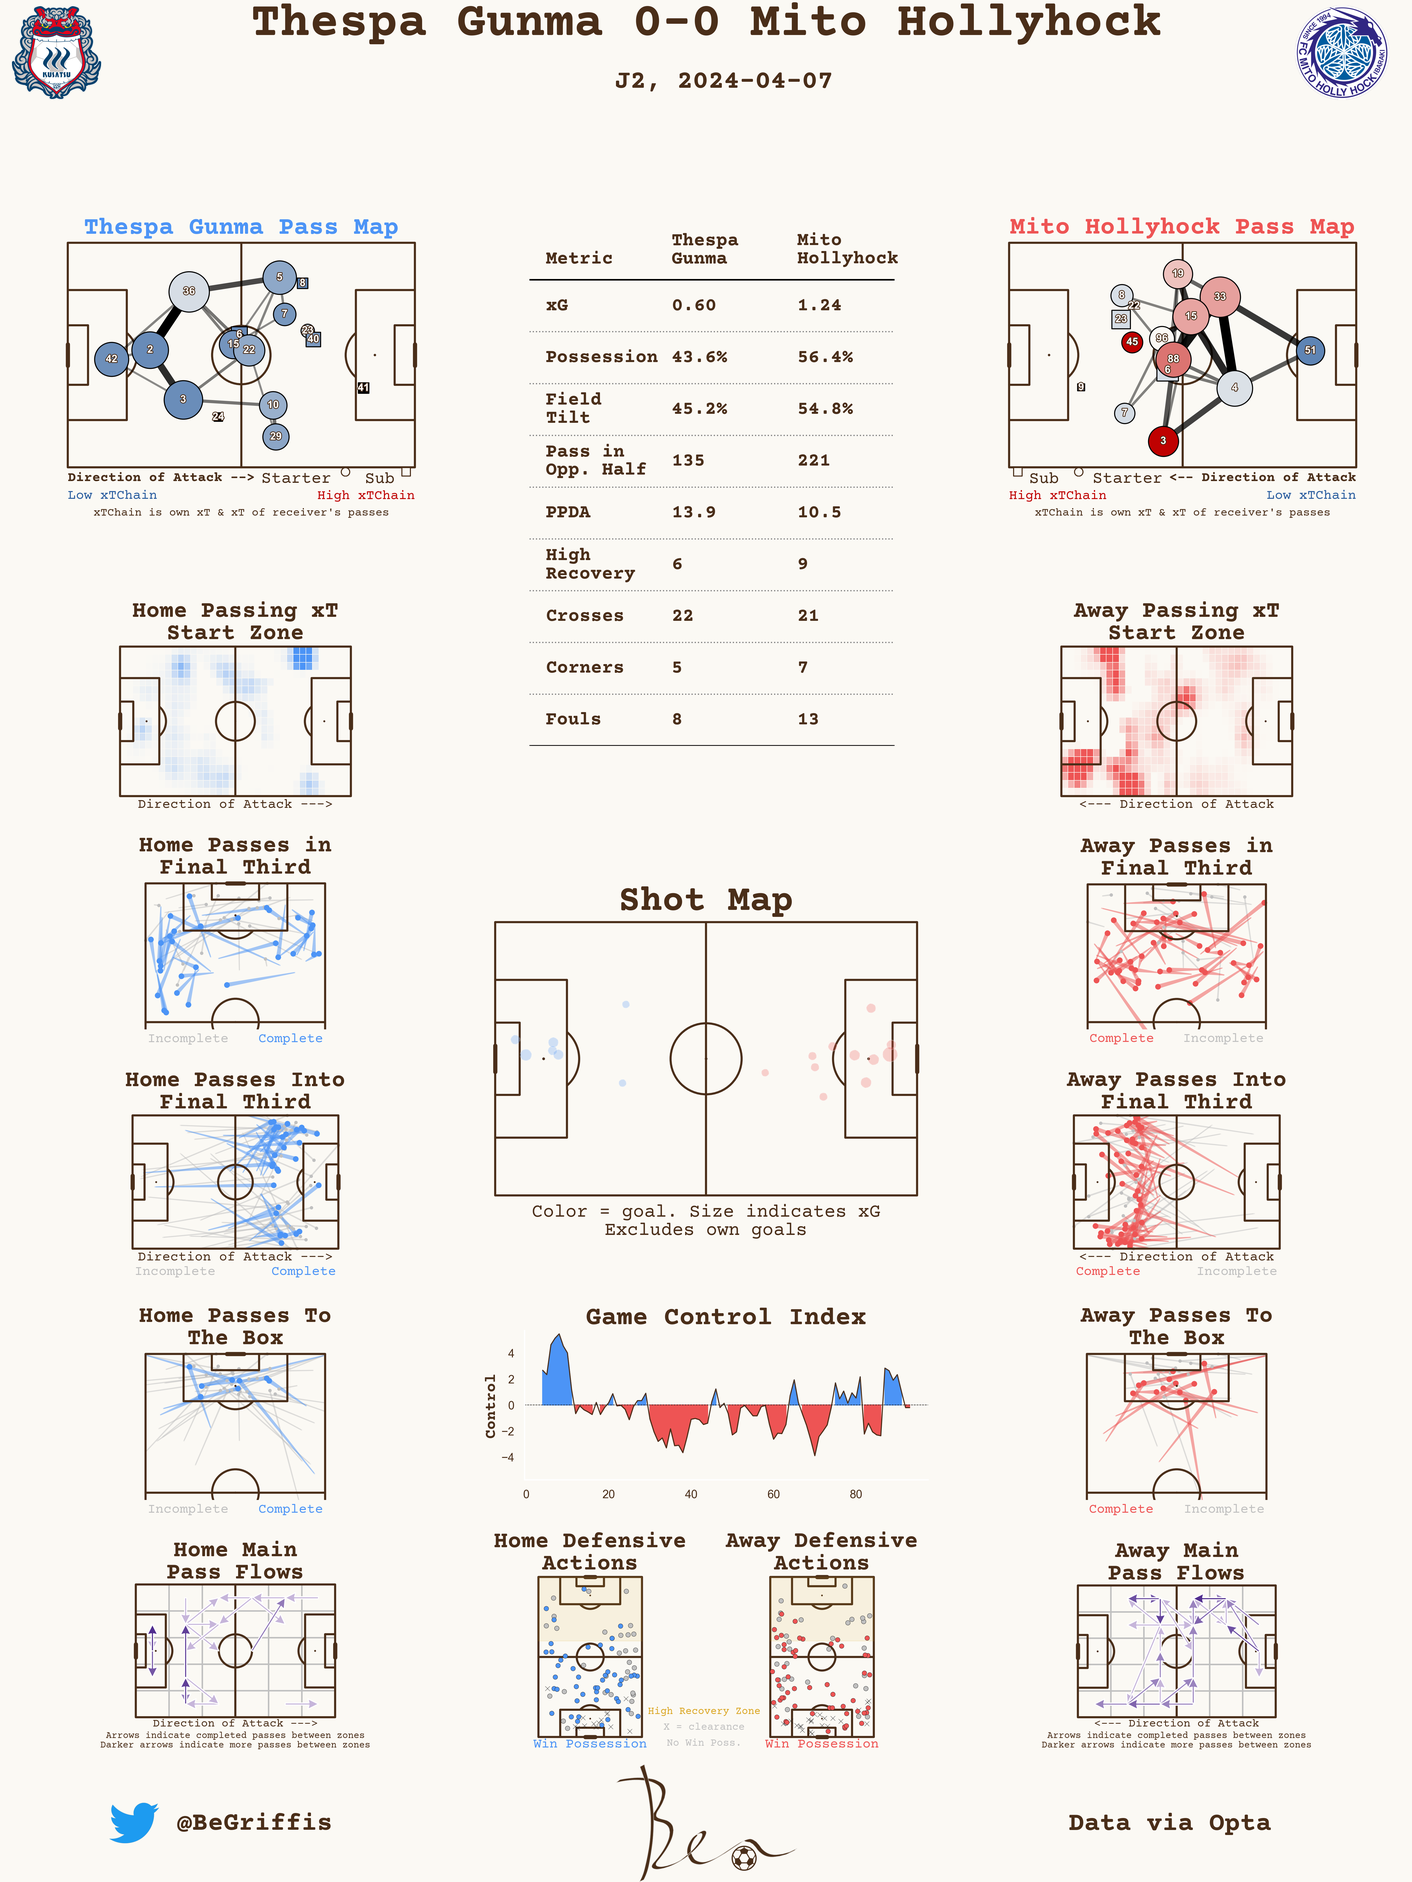 Thespa Gunma 0-0 Mito Hollyhock
J2, 2024-04-07
KUSATSU
SINCE 1994
FC MITO HOLLY HOCK
IBARAKI
Thespa Gunma Pass Map
36
5
8
7
23
40
6
15
22
42
2
3
24
10
29
41
Direction of Attack -->
Starter
Sub
Low xTChain
High xTChain
xTChain is own xT & xT of receiver's passes
Metric
Thespa Gunma
Mito Hollyhock
xG 0.60 1.24
Possession 43.6% 56.4%
Field Tilt 45.2% 54.8%
Pass in Opp. Half 135 221
PPDA 13.9 10.5
High Recovery 6 9
Crosses 22 21
Corners 5 7
Fouls 8 13
Mito Hollyhock Pass Map
19
8
22
33
23
15
45
96
51
88
6
9
4
7
3
Sub
Starter
<-- Direction of Attack
High xTChain
Low xTChain
xTChain is own xT & xT of receiver's passes
Home Passing xT
Start Zone
Direction of Attack --->
Away Passing xT
Start Zone
<--- Direction of Attack
Home Passes in
Final Third
Incomplete
Complete
Away Passes in
Final Third
Complete
Incomplete
Shot Map
Color = goal. Size indicates xG
Excludes own goals
Home Passes Into
Final Third
Direction of Attack --->
Incomplete
Complete
Away Passes Into
Final Third
<--- Direction of Attack
Complete
Incomplete
Home Passes To
The Box
Incomplete
Complete
Game Control Index
Control
4
2
0
−2
−4
0 20 40 60 80
Away Passes To
The Box
Complete
Incomplete
Home Main
Pass Flows
Direction of Attack --->
Arrows indicate completed passes between zones
Darker arrows indicate more passes between zones
Home Defensive
Actions
Win Possession
High Recovery Zone
X = clearance
No Win Poss.
Away Defensive
Actions
Win Possession
Away Main
Pass Flows
<--- Direction of Attack
Arrows indicate completed passes between zones
Darker arrows indicate more passes between zones
@BeGriffis
Ben
Data via Opta